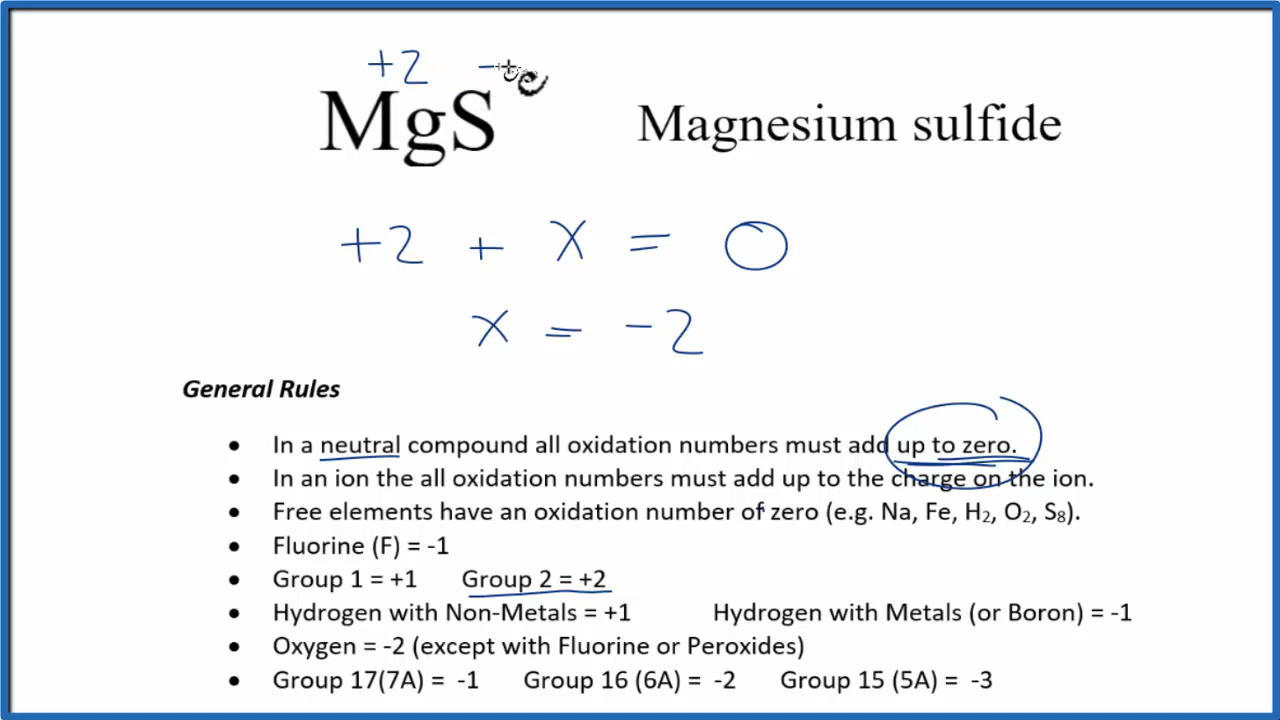 +2 -
MgS Magnesium sulfide
+2 + x = 0
x = -2
General Rules
• In a neutral compound all oxidation numbers must add up to zero.
• In an ion the all oxidation numbers must add up to the charge on the ion.
• Free elements have an oxidation number of zero (e.g. Na, Fe, H₂, O₂, S₈).
• Fluorine (F) = -1
• Group 1 = +1 Group 2 = +2
• Hydrogen with Non-Metals = +1 Hydrogen with Metals (or Boron) = -1
• Oxygen = -2 (except with Fluorine or Peroxides)
• Group 17(7A) = -1 Group 16 (6A) = -2 Group 15 (5A) = -3